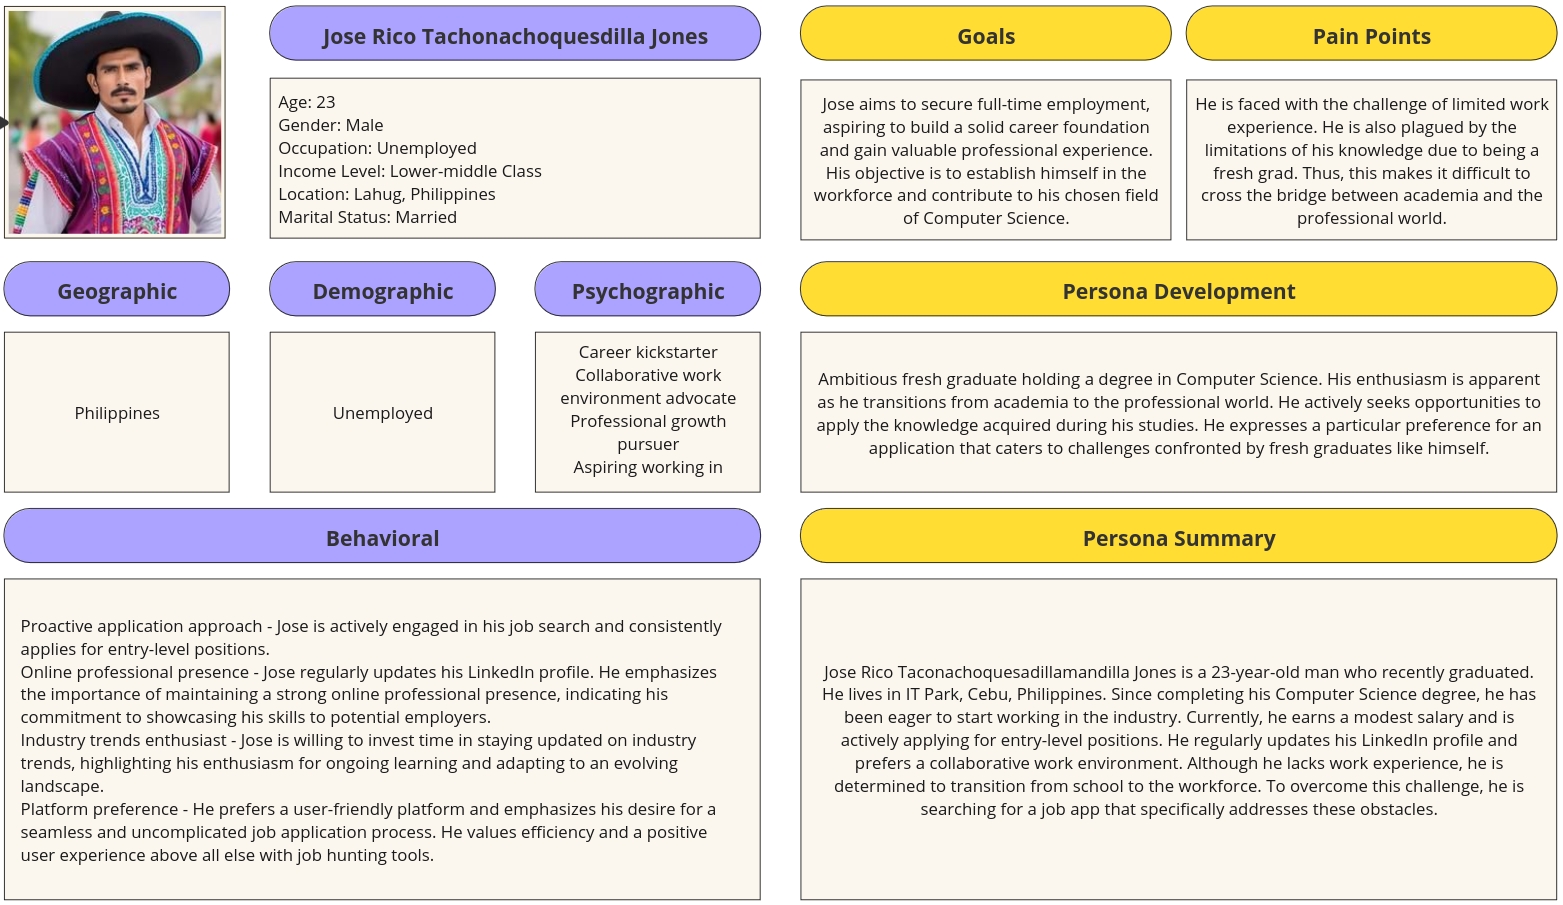 Jose Rico Tachonachoquesdilla Jones
Age: 23
Gender: Male
Occupation: Unemployed
Income Level: Lower-middle Class
Location: Lahug, Philippines
Marital Status: Married
Goals
Jose aims to secure full-time employment,
aspiring to build a solid career foundation
and gain valuable professional experience.
His objective is to establish himself in the
workforce and contribute to his chosen field
of Computer Science.
Pain Points
He is faced with the challenge of limited work
experience. He is also plagued by the
limitations of his knowledge due to being a
fresh grad. Thus, this makes it difficult to
cross the bridge between academia and the
professional world.
Geographic
Philippines
Demographic
Unemployed
Psychographic
Career kickstarter
Collaborative work
environment advocate
Professional growth
pursuer
Aspiring working in
Persona Development
Ambitious fresh graduate holding a degree in Computer Science. His enthusiasm is apparent
as he transitions from academia to the professional world. He actively seeks opportunities to
apply the knowledge acquired during his studies. He expresses a particular preference for an
application that caters to challenges confronted by fresh graduates like himself.
Behavioral
Proactive application approach - Jose is actively engaged in his job search and consistently
applies for entry-level positions.
Online professional presence - Jose regularly updates his LinkedIn profile. He emphasizes
the importance of maintaining a strong online professional presence, indicating his
commitment to showcasing his skills to potential employers.
Industry trends enthusiast - Jose is willing to invest time in staying updated on industry
trends, highlighting his enthusiasm for ongoing learning and adapting to an evolving
landscape.
Platform preference - He prefers a user-friendly platform and emphasizes his desire for a
seamless and uncomplicated job application process. He values efficiency and a positive
user experience above all else with job hunting tools.
Persona Summary
Jose Rico Taconachoquesadillamandilla Jones is a 23-year-old man who recently graduated.
He lives in IT Park, Cebu, Philippines. Since completing his Computer Science degree, he has
been eager to start working in the industry. Currently, he earns a modest salary and is
actively applying for entry-level positions. He regularly updates his LinkedIn profile and
prefers a collaborative work environment. Although he lacks work experience, he is
determined to transition from school to the workforce. To overcome this challenge, he is
searching for a job app that specifically addresses these obstacles.